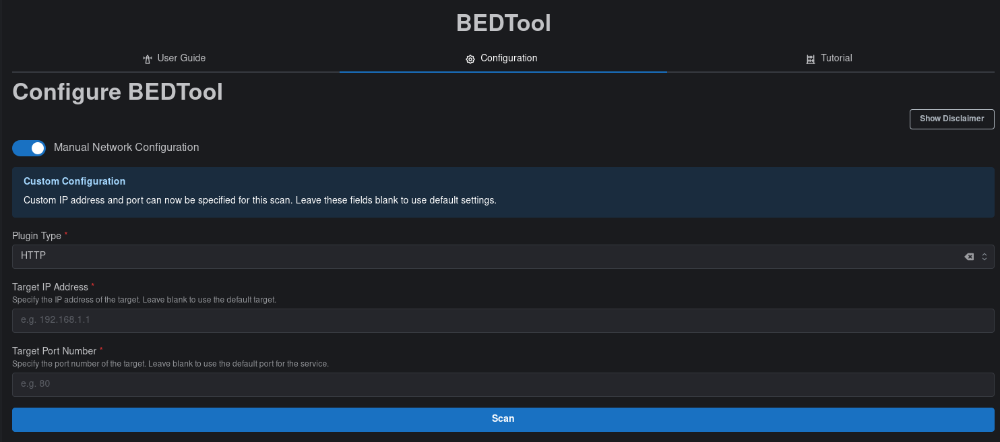 BEDTool
User Guide
Configuration
Tutorial
Configure BEDTool
Show Disclaimer
Manual Network Configuration
Custom Configuration
Custom IP address and port can now be specified for this scan. Leave these fields blank to use default settings.
Plugin Type *
HTTP
Target IP Address *
Specify the IP address of the target. Leave blank to use the default target.
e.g. 192.168.1.1
Target Port Number *
Specify the port number of the target. Leave blank to use the default port for the service.
e.g. 80
Scan